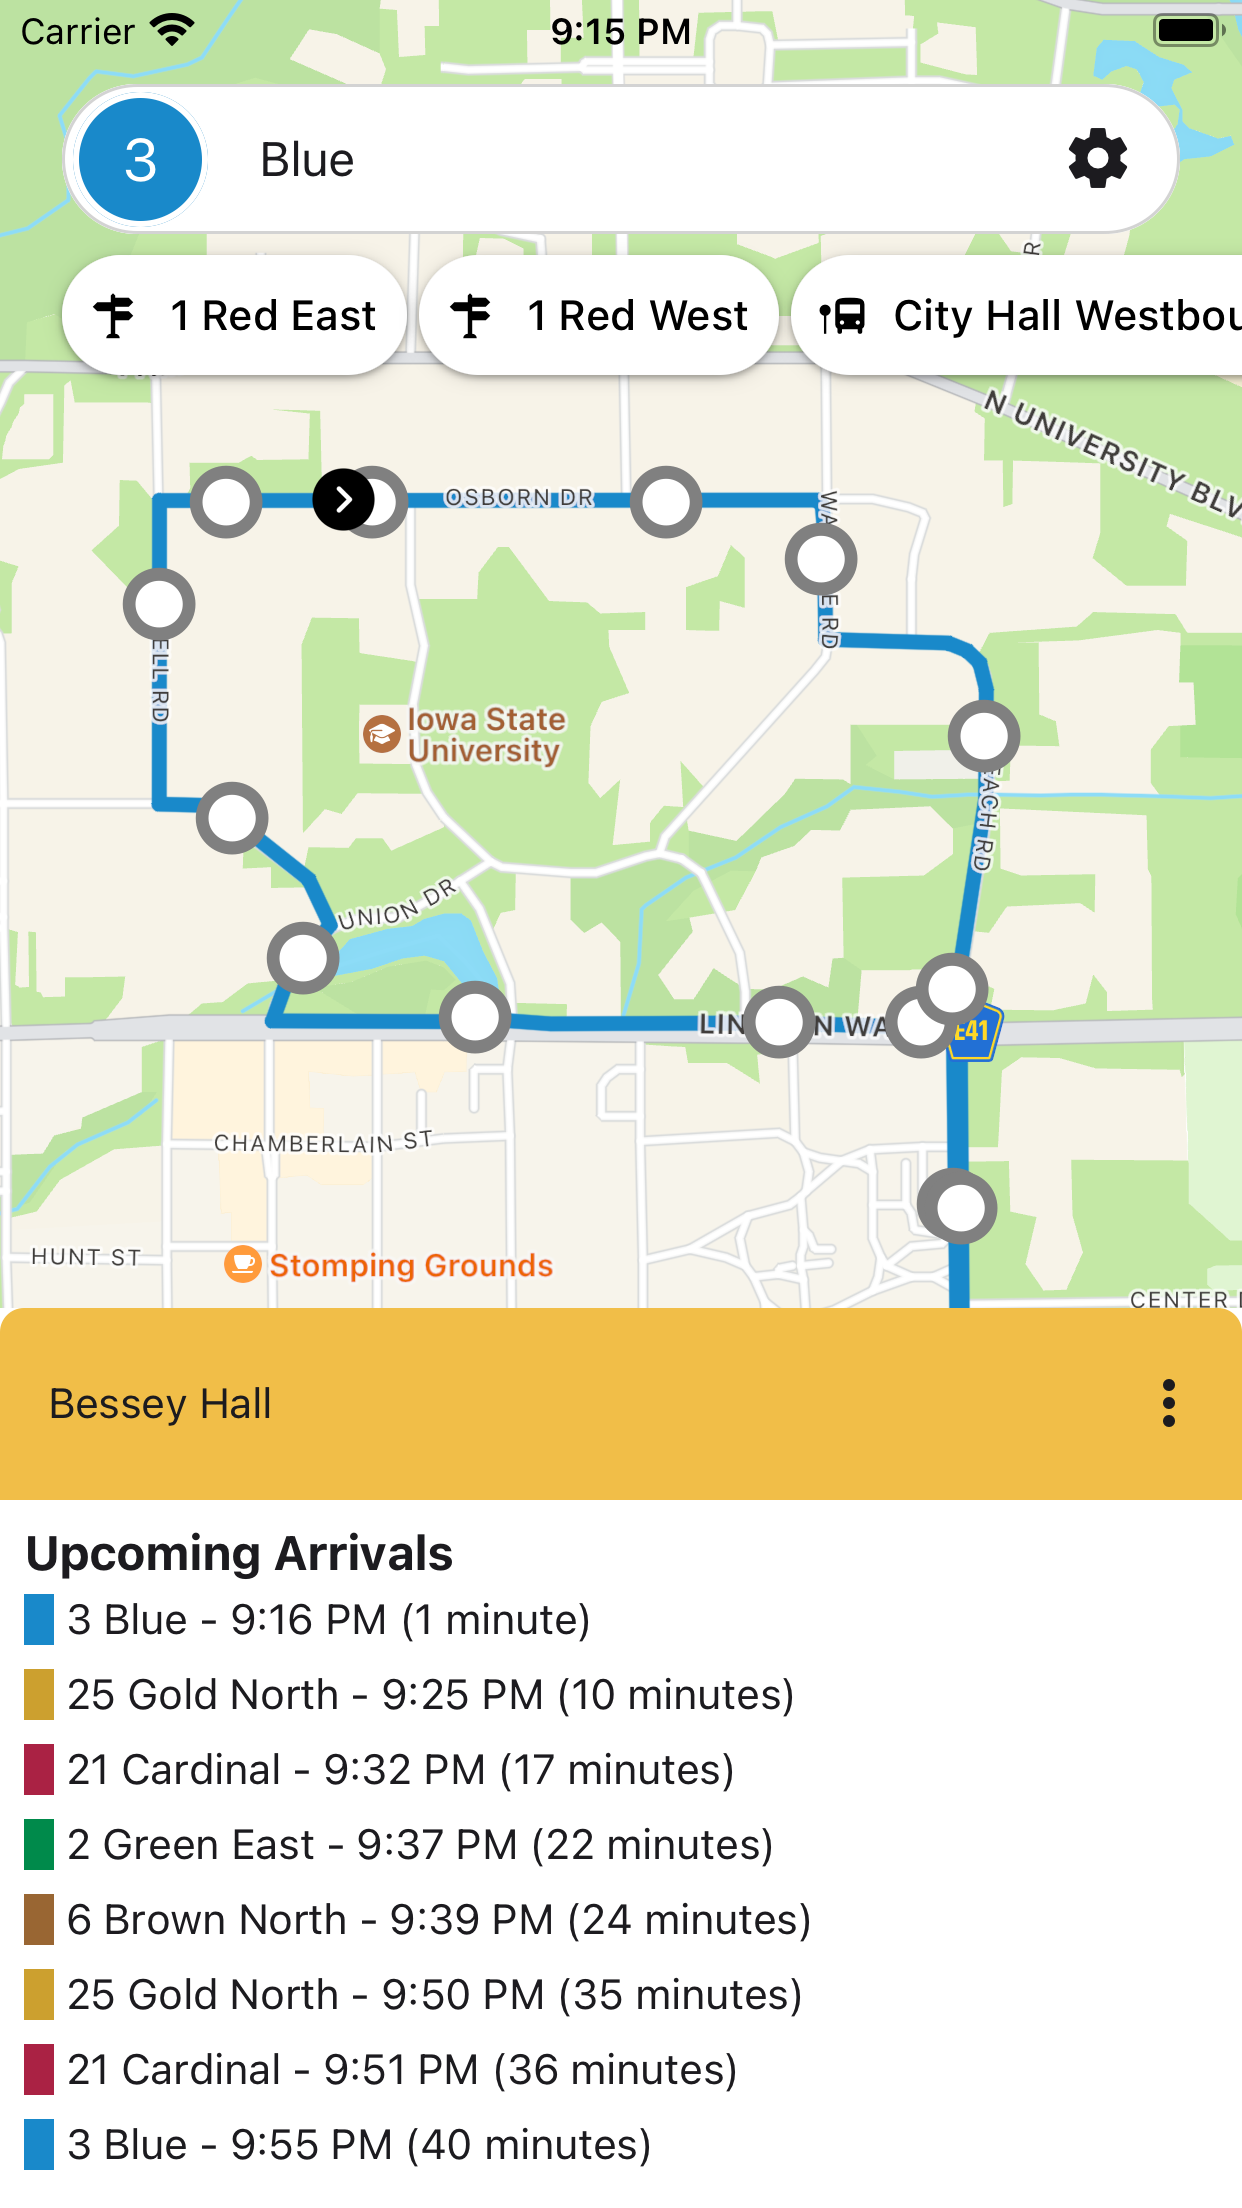 Carrier 9:15 PM
3 Blue
R
1 Red East 1 Red West City Hall Westbou
N UNIVERSITY BLV
OSBORN DR
WA
E RD
ELL RD
Iowa State
University
EACH RD
UNION DR
LIN N WA
E41
CHAMBERLAIN ST
HUNT ST
Stomping Grounds
CENTER
Bessey Hall
Upcoming Arrivals
3 Blue - 9:16 PM (1 minute)
25 Gold North - 9:25 PM (10 minutes)
21 Cardinal - 9:32 PM (17 minutes)
2 Green East - 9:37 PM (22 minutes)
6 Brown North - 9:39 PM (24 minutes)
25 Gold North - 9:50 PM (35 minutes)
21 Cardinal - 9:51 PM (36 minutes)
3 Blue - 9:55 PM (40 minutes)